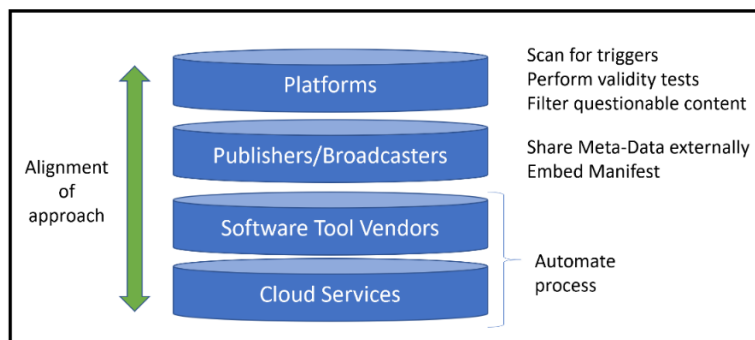 Platforms
Scan for triggers
Perform validity tests
Filter questionable content
Publishers/Broadcasters
Share Meta-Data externally
Embed Manifest
Alignment
of
approach
Software Tool Vendors
Cloud Services
Automate
process